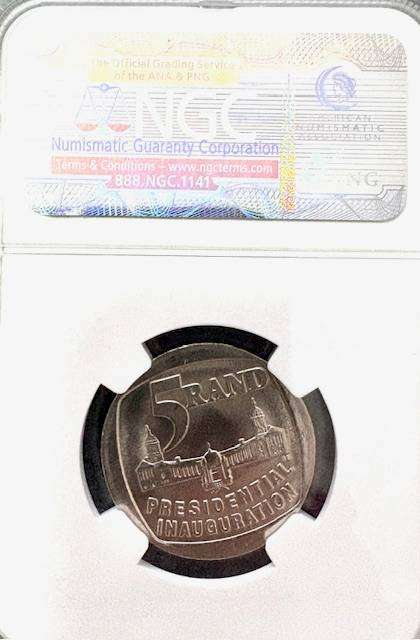 The Official Grading Service
of the ANA & PNG
NGC
Numismatic Guaranty Corporation
Terms & Conditions – www.ngcterms.com
888.NGC.1141
NUMISMATIC
NG
5 RAND
PRESIDENTIAL
INAUGURATION